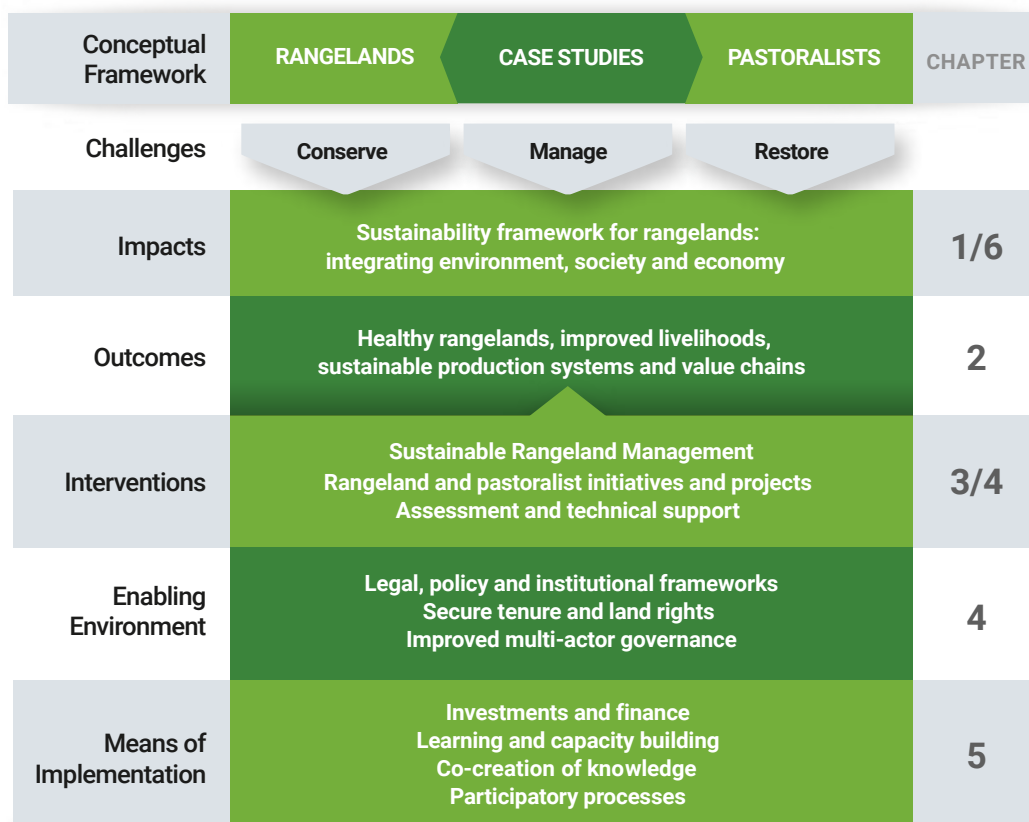 Conceptual
Framework
RANGELANDS
CASE STUDIES
PASTORALISTS
CHAPTER
Challenges
Conserve
Manage
Restore
Impacts
Sustainability framework for rangelands:
integrating environment, society and economy
1/6
Outcomes
Healthy rangelands, improved livelihoods,
sustainable production systems and value chains
2
Interventions
Sustainable Rangeland Management
Rangeland and pastoralist initiatives and projects
Assessment and technical support
3/4
Enabling
Environment
Legal, policy and institutional frameworks
Secure tenure and land rights
Improved multi-actor governance
4
Means of
Implementation
Investments and finance
Learning and capacity building
Co-creation of knowledge
Participatory processes
5